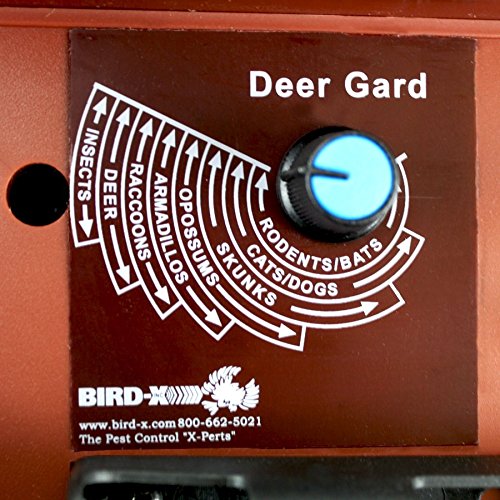 Deer Gard
INSECTS
DEER
RACCOONS
ARMADILLOS
OPOSSUMS
SKUNKS
CATS/DOGS
RODENTS/BATS
BIRD-X
www.bird-x.com 800-662-5021
The Pest Control "X-Perts"